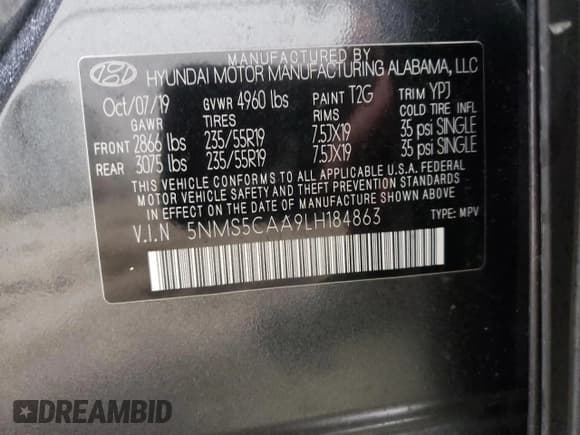 MANUFACTURED BY
HYUNDAI MOTOR MANUFACTURING ALABAMA, LLC
Oct/07/19 GVWR 4960 lbs PAINT T2G TRIM YPJ
GAWR TIRES RIMS COLD TIRE INFL
FRONT 2866 lbs 235/55R19 7.5JX19 35 psi SINGLE
REAR 3075 lbs 235/55R19 7.5JX19 35 psi SINGLE
THIS VEHICLE CONFORMS TO ALL APPLICABLE U.S.A. FEDERAL
MOTOR VEHICLE SAFETY, BUMPER, AND THEFT PREVENTION STANDARDS
IN EFFECT ON THE DATE OF MANUFACTURE SHOWN ABOVE.
V.I.N 5NMS5CAA9LH184863 TYPE: MPV
DREAMBID